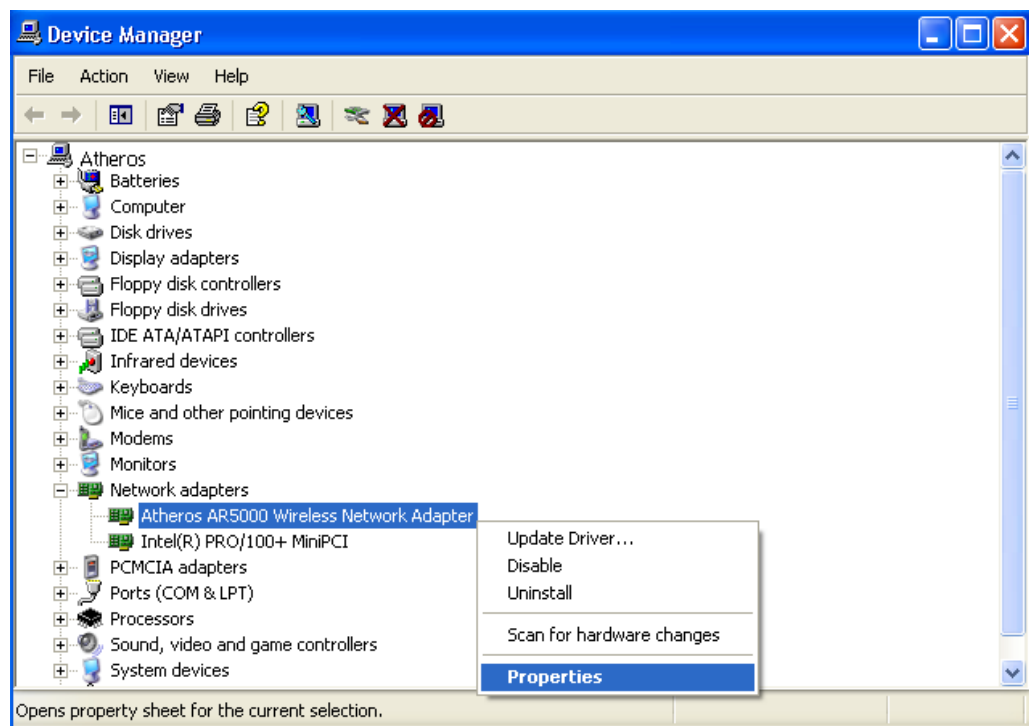 Device Manager
File Action View Help
Atheros
Batteries
Computer
Disk drives
Display adapters
Floppy disk controllers
Floppy disk drives
IDE ATA/ATAPI controllers
Infrared devices
Keyboards
Mice and other pointing devices
Modems
Monitors
Network adapters
Atheros AR5000 Wireless Network Adapter
Intel(R) PRO/100+ MiniPCI
PCMCIA adapters
Ports (COM & LPT)
Processors
Sound, video and game controllers
System devices
Update Driver...
Disable
Uninstall
Scan for hardware changes
Properties
Opens property sheet for the current selection.